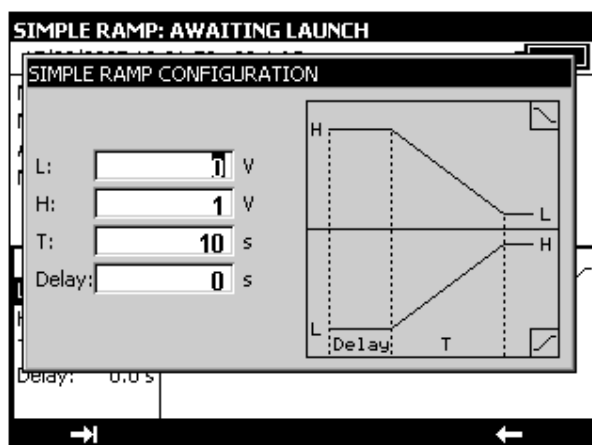 SIMPLE RAMP: AWAITING LAUNCH
SIMPLE RAMP CONFIGURATION
L: 0 V
H: 1 V
T: 10 s
Delay: 0 s
H
L
H
L
Delay T
Delay: 0.0 s